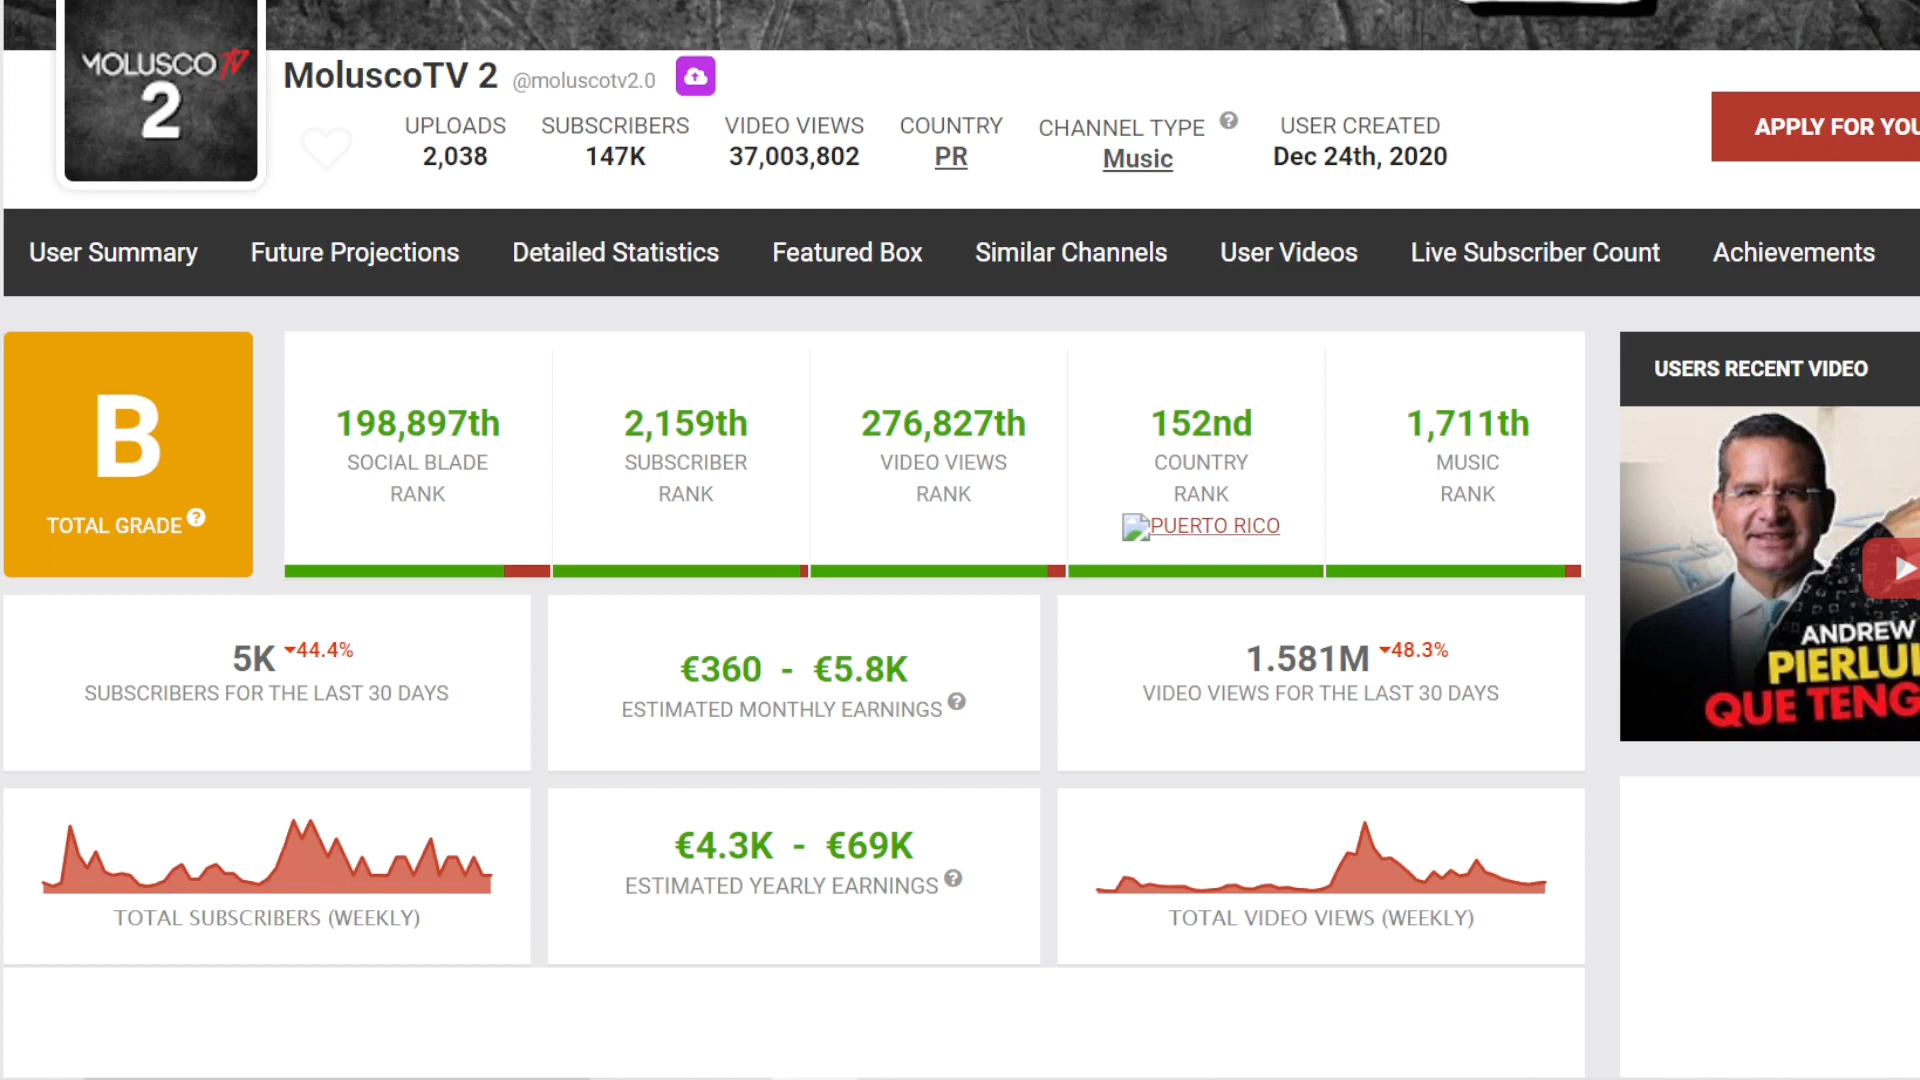 MOLUSCO TV
2
MoluscoTV 2 @moluscotv2.0
UPLOADS
2,038
SUBSCRIBERS
147K
VIDEO VIEWS
37,003,802
COUNTRY
PR
CHANNEL TYPE ?
Music
USER CREATED
Dec 24th, 2020
APPLY FOR YOU
User Summary
Future Projections
Detailed Statistics
Featured Box
Similar Channels
User Videos
Live Subscriber Count
Achievements
B
TOTAL GRADE ?
198,897th
SOCIAL BLADE
RANK
2,159th
SUBSCRIBER
RANK
276,827th
VIDEO VIEWS
RANK
152nd
COUNTRY
RANK
PUERTO RICO
1,711th
MUSIC
RANK
USERS RECENT VIDEO
ANDREW
PIERLUI
QUE TENG
5K 44.4%
SUBSCRIBERS FOR THE LAST 30 DAYS
€360 - €5.8K
ESTIMATED MONTHLY EARNINGS ?
1.581M 48.3%
VIDEO VIEWS FOR THE LAST 30 DAYS
TOTAL SUBSCRIBERS (WEEKLY)
€4.3K - €69K
ESTIMATED YEARLY EARNINGS ?
TOTAL VIDEO VIEWS (WEEKLY)